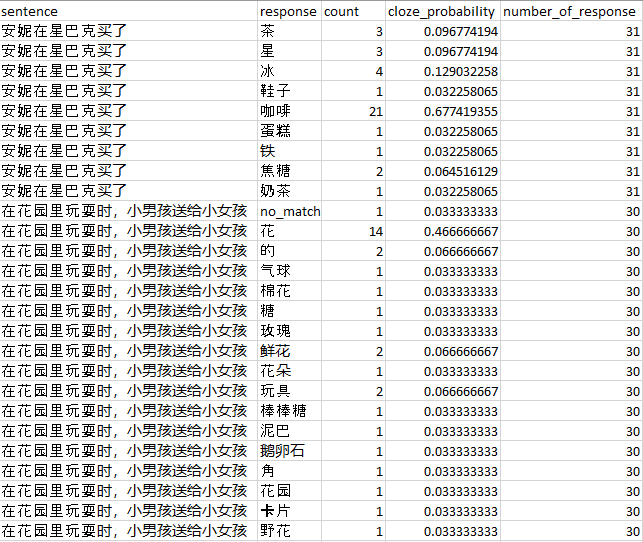 sentence response count cloze_probability number_of_response
安妮在星巴克买了 茶 3 0.096774194 31
安妮在星巴克买了 星 3 0.096774194 31
安妮在星巴克买了 冰 4 0.129032258 31
安妮在星巴克买了 鞋子 1 0.032258065 31
安妮在星巴克买了 咖啡 21 0.677419355 31
安妮在星巴克买了 蛋糕 1 0.032258065 31
安妮在星巴克买了 铁 1 0.032258065 31
安妮在星巴克买了 焦糖 2 0.064516129 31
安妮在星巴克买了 奶茶 1 0.032258065 31
在花园里玩耍时，小男孩送给小女孩 no_match 1 0.033333333 30
在花园里玩耍时，小男孩送给小女孩 花 14 0.466666667 30
在花园里玩耍时，小男孩送给小女孩 的 2 0.066666667 30
在花园里玩耍时，小男孩送给小女孩 气球 1 0.033333333 30
在花园里玩耍时，小男孩送给小女孩 棉花 1 0.033333333 30
在花园里玩耍时，小男孩送给小女孩 糖 1 0.033333333 30
在花园里玩耍时，小男孩送给小女孩 玫瑰 1 0.033333333 30
在花园里玩耍时，小男孩送给小女孩 鲜花 2 0.066666667 30
在花园里玩耍时，小男孩送给小女孩 花朵 1 0.033333333 30
在花园里玩耍时，小男孩送给小女孩 玩具 2 0.066666667 30
在花园里玩耍时，小男孩送给小女孩 棒棒糖 1 0.033333333 30
在花园里玩耍时，小男孩送给小女孩 泥巴 1 0.033333333 30
在花园里玩耍时，小男孩送给小女孩 鵝卵石 1 0.033333333 30
在花园里玩耍时，小男孩送给小女孩 角 1 0.033333333 30
在花园里玩耍时，小男孩送给小女孩 花园 1 0.033333333 30
在花园里玩耍时，小男孩送给小女孩 卡片 1 0.033333333 30
在花园里玩耍时，小男孩送给小女孩 野花 1 0.033333333 30